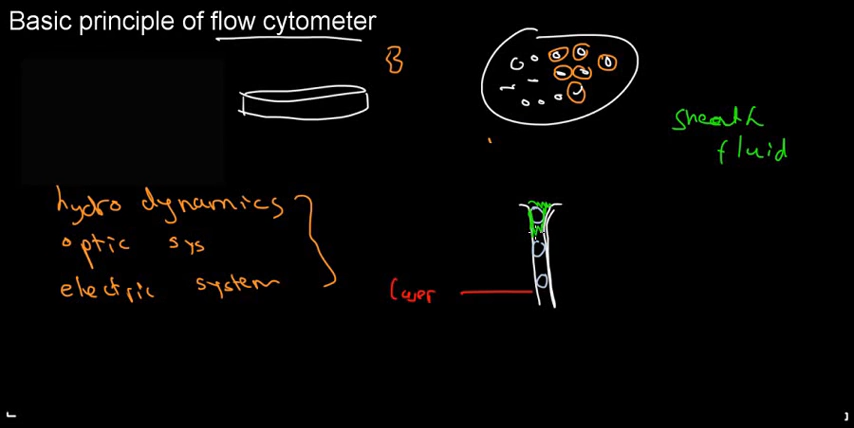 Basic principle of flow cytometer
B
Sheath
fluid
hydro dynamics
optic sys
electric system
laser